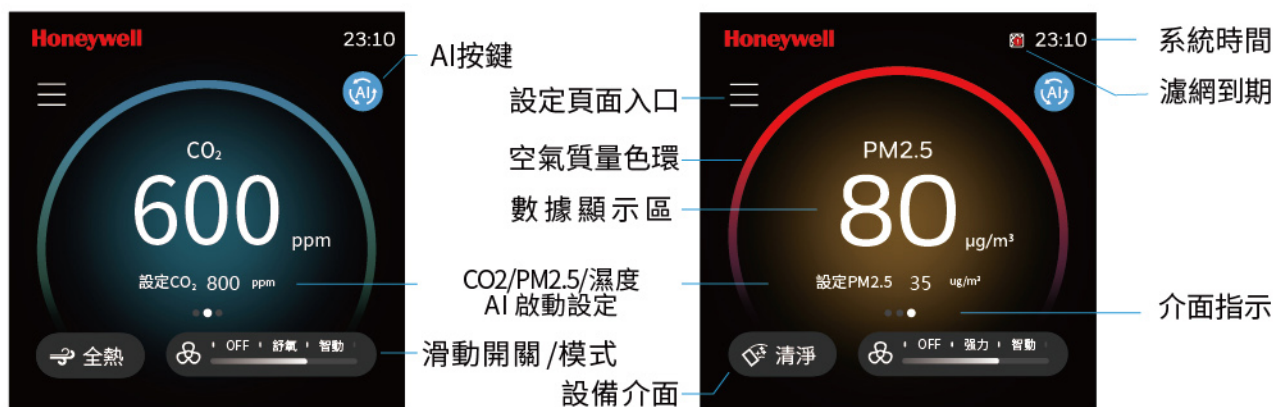 Honeywell
23:10
AI
CO₂
600
ppm
設定CO₂ 800 ppm
全熱
OFF 舒氧 智動
AI按鍵
設定頁面入口
空氣質量色環
數據顯示區
CO2/PM2.5/濕度
AI 啟動設定
滑動開關/模式
設備介面
Honeywell
23:10
AI
PM2.5
80
μg/m³
設定PM2.5 35 ug/m³
清淨
OFF 强力 智動
系統時間
濾網到期
介面指示